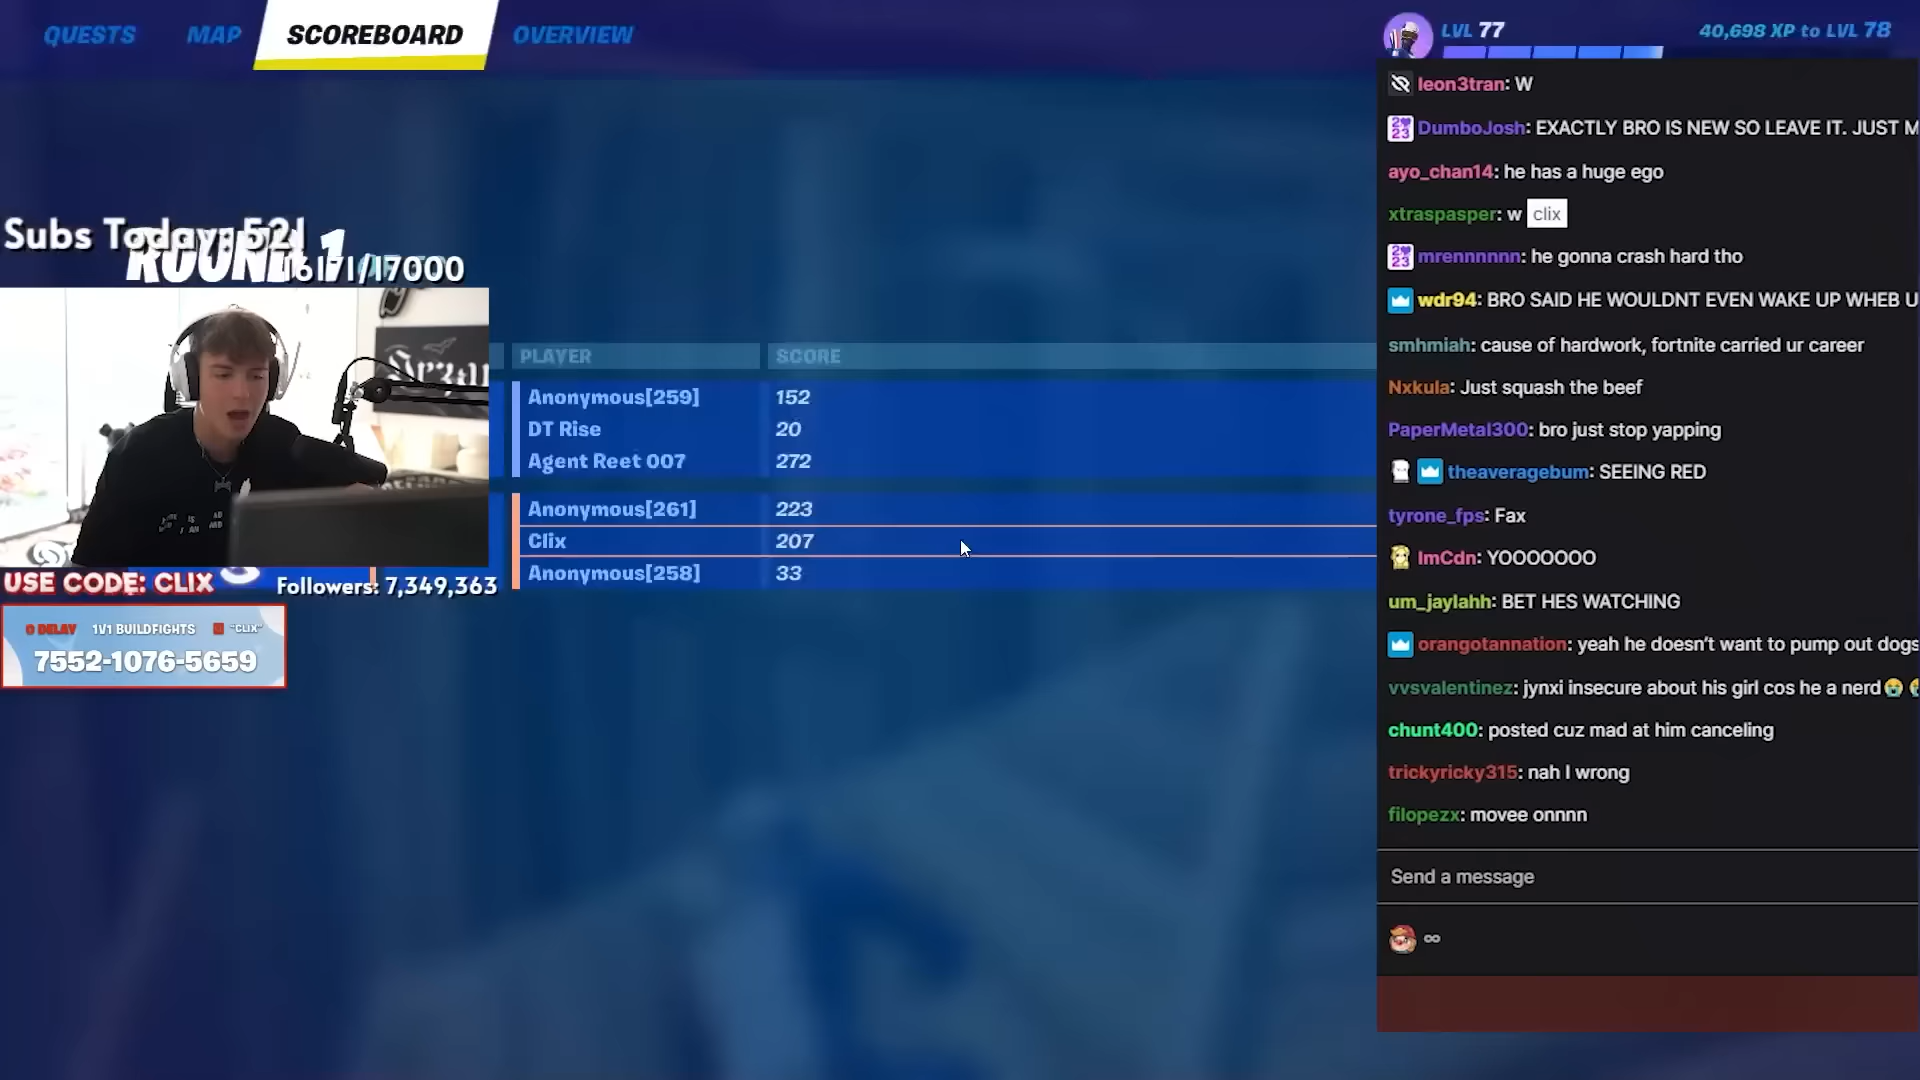 QUESTS MAP SCOREBOARD OVERVIEW
LVL 77 40,698 XP to LVL 78
Subs Today: 521
ROUND 1
16171/17000
PLAYER SCORE
Anonymous[259] 152
DT Rise 20
Agent Reet 007 272
Anonymous[261] 223
Clix 207
Anonymous[258] 33
USE CODE: CLIX
Followers: 7,349,363
0 DELAY 1V1 BUILDFIGHTS "CLIX"
7552-1076-5659
leon3tran: W
DumboJosh: EXACTLY BRO IS NEW SO LEAVE IT. JUST M
ayo_chan14: he has a huge ego
xtraspasper: w clix
mrennnnnn: he gonna crash hard tho
wdr94: BRO SAID HE WOULDNT EVEN WAKE UP WHEB U
smhmiah: cause of hardwork, fortnite carried ur career
Nxkula: Just squash the beef
PaperMetal300: bro just stop yapping
theaveragebum: SEEING RED
tyrone_fps: Fax
ImCdn: YOOOOOOO
um_jaylahh: BET HES WATCHING
orangotannation: yeah he doesn't want to pump out dogs
vvsvalentinez: jynxi insecure about his girl cos he a nerd😭
chunt400: posted cuz mad at him canceling
trickyricky315: nah I wrong
filopezx: movee onnnn
Send a message
∞